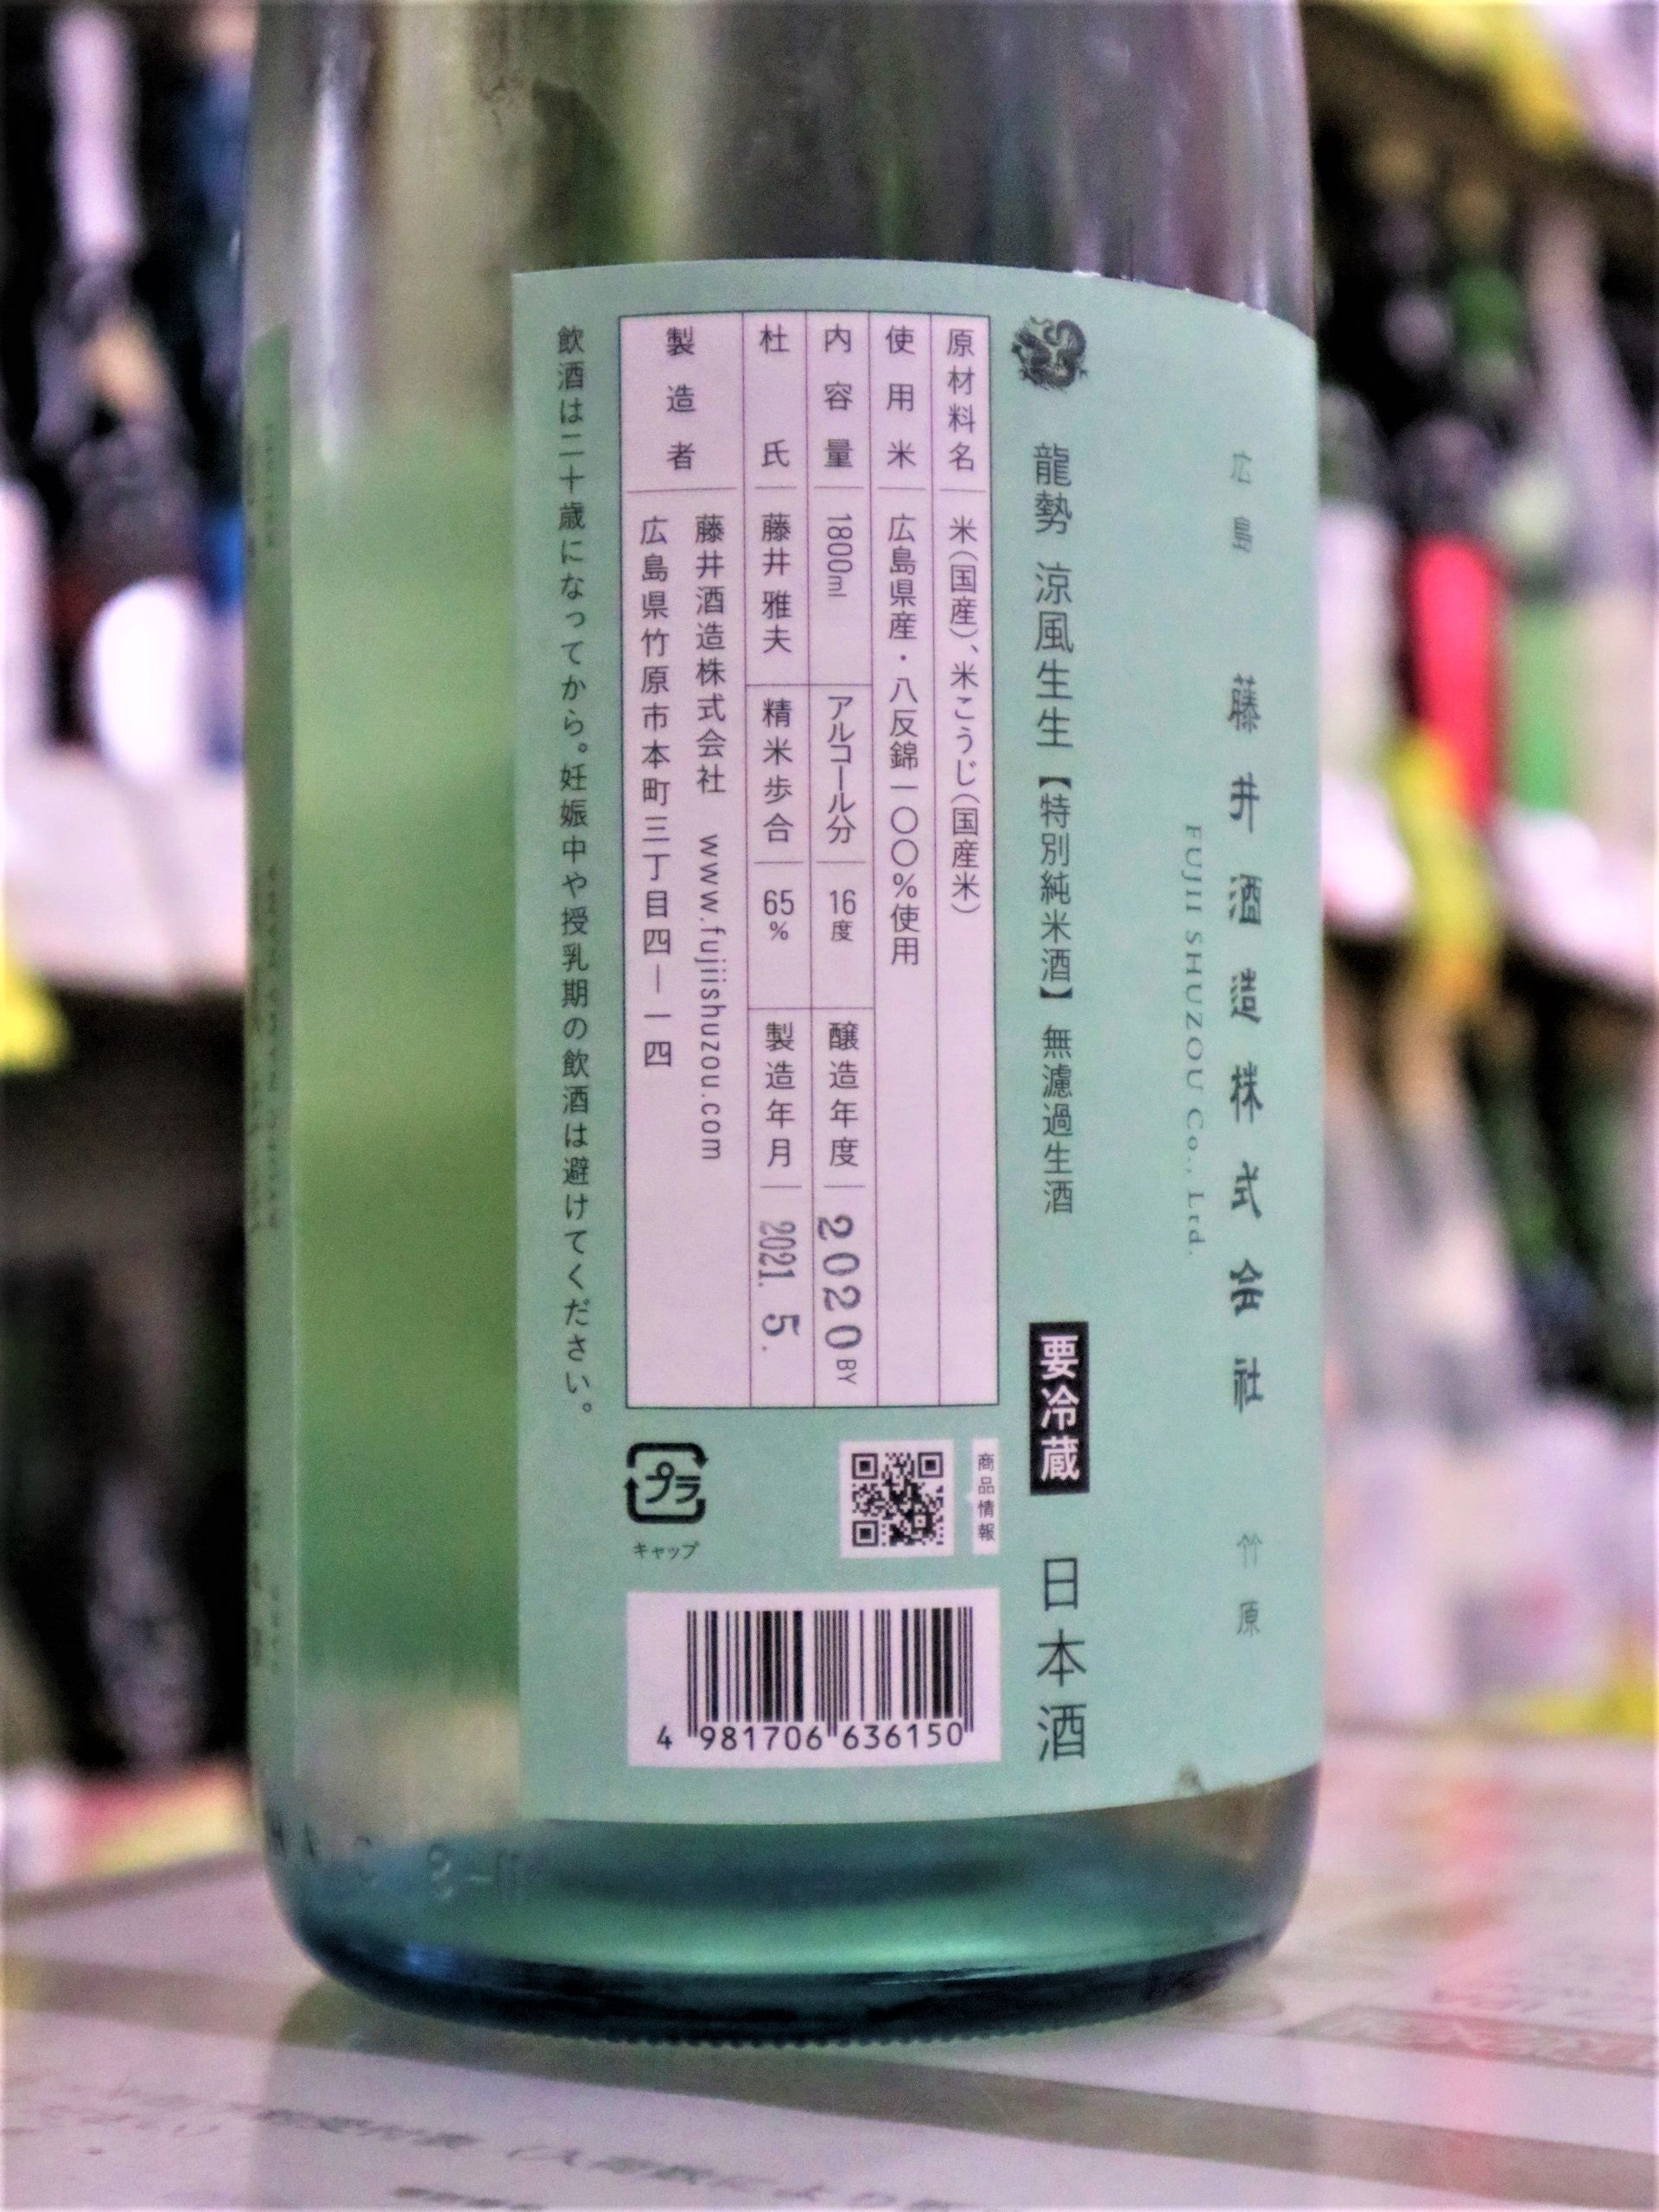 広島 藤井酒造株式会社 竹原
FUJII SHUZOU Co., Ltd.
龍勢 涼風生生【特別純米酒】無濾過生酒 要冷蔵 日本酒
原材料名 米(国産)、米こうじ(国産米)
使用米 広島県産・八反錦一〇〇%使用
内容量 1800ml アルコール分 16度 醸造年度 2020BY
杜氏 藤井雅夫 精米歩合 65% 製造年月 2021. 5.
製造者 藤井酒造株式会社 www.fujiishuzou.com
広島県竹原市本町三丁目四―一四
飲酒は二十歳になってから。妊娠中や授乳期の飲酒は避けてください。
商品情報
プラ
キャップ
4 981706 636150